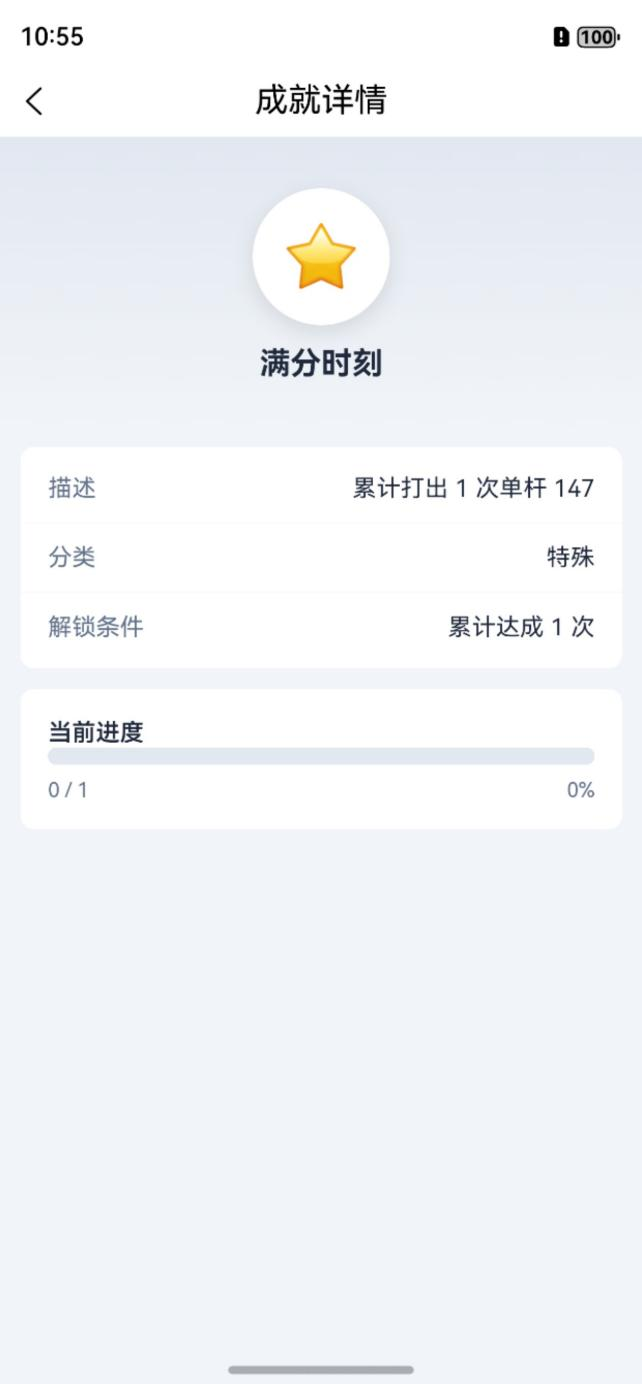 10:55
100
成就详情
满分时刻
描述 累计打出 1 次单杆 147
分类 特殊
解锁条件 累计达成 1 次
当前进度
0 / 1 0%